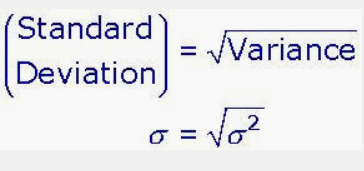 (Standard Deviation) = √Variance
σ = √σ²